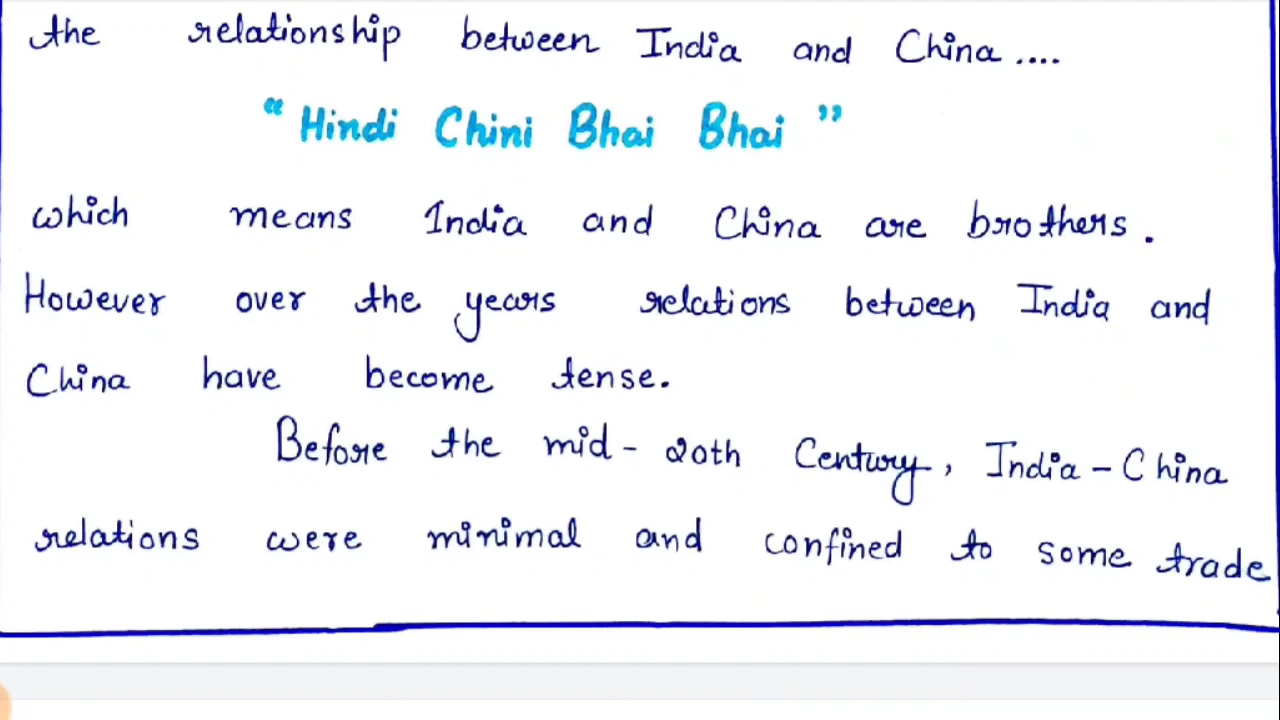 the relationship between India and China....
"Hindi Chini Bhai Bhai"
which means India and China are brothers.
However over the years relations between India and
China have become tense.
Before the mid-20th Century, India-China
relations were minimal and confined to some trade